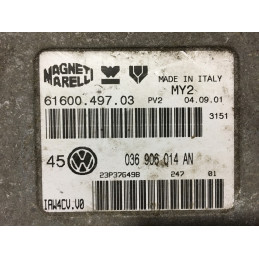 MAGNETI MARELLI
MADE IN ITALY
MY2
61600.497.03 PV2 04.09.01
3151
45 036 906 014 AN
23P37649B 247 01
IAW4CV.V0